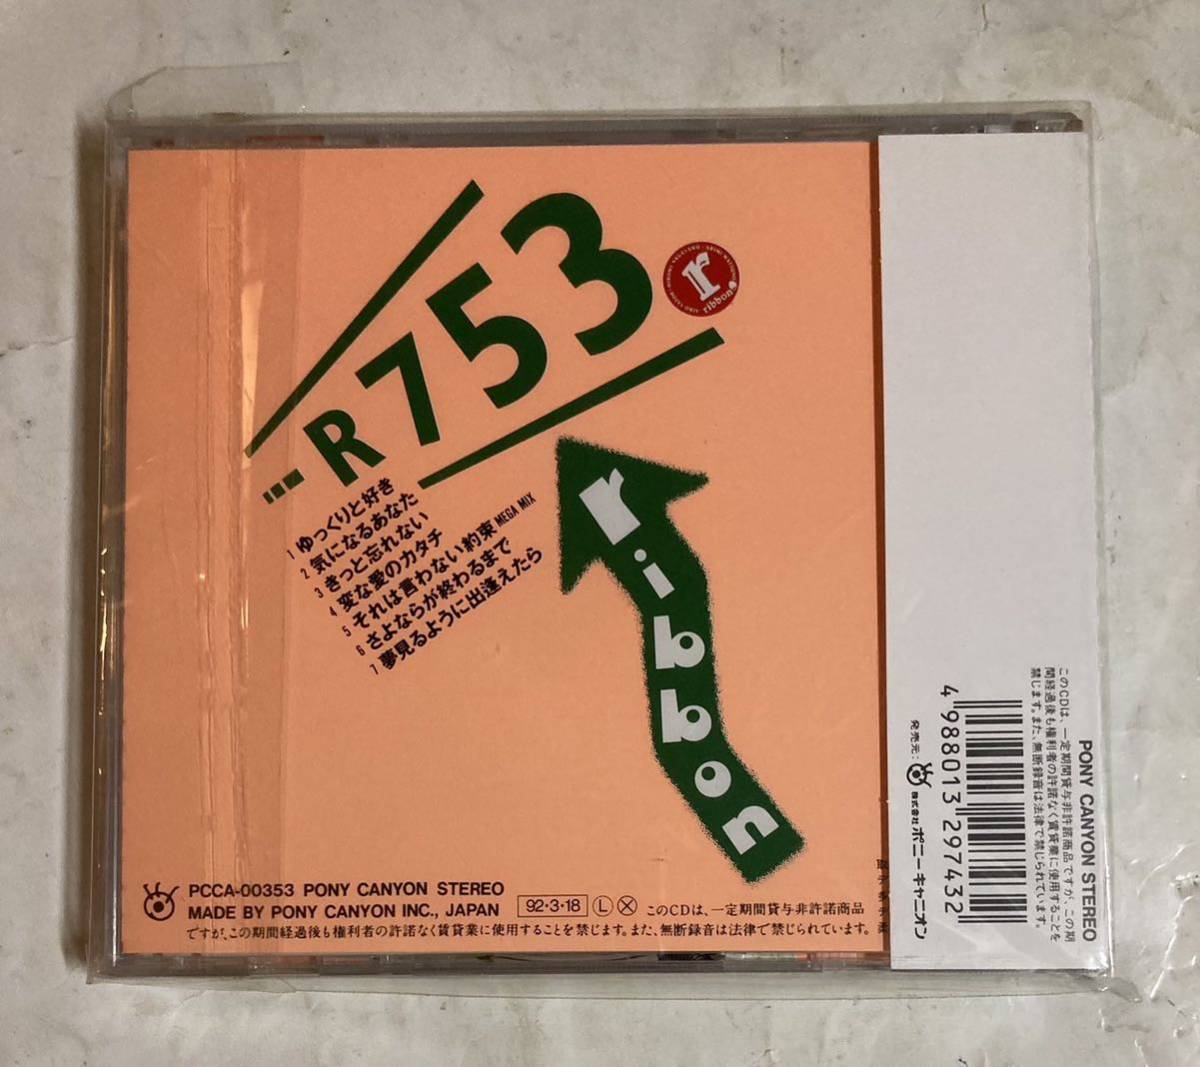 R753
r
ribbon
1 ゆっくりと好き
2 気になるあなた
3 きっと忘れない
4 変な愛のカタチ
5 それは言わない約束 MEGA MIX
6 さよならが終わるまで
7 夢見るように出逢えたら
ribbon
PCCA-00353 PONY CANYON STEREO
MADE BY PONY CANYON INC., JAPAN
92・3・18 Ⓛ Ⓧ このCDは、一定期間貸与非許諾商品
ですが、この期間経過後も権利者の許諾なく賃貸業に使用することを禁じます。また、無断録音は法律で禁じられています。
PONY CANYON STEREO
このCDは、一定期間貸与非許諾商品ですが、この期
間経過後も権利者の許諾なく賃貸業に使用することを
禁じます。また、無断録音は法律で禁じられています。
4 988013 297432
発売元: 株式会社 ポニーキャニオン